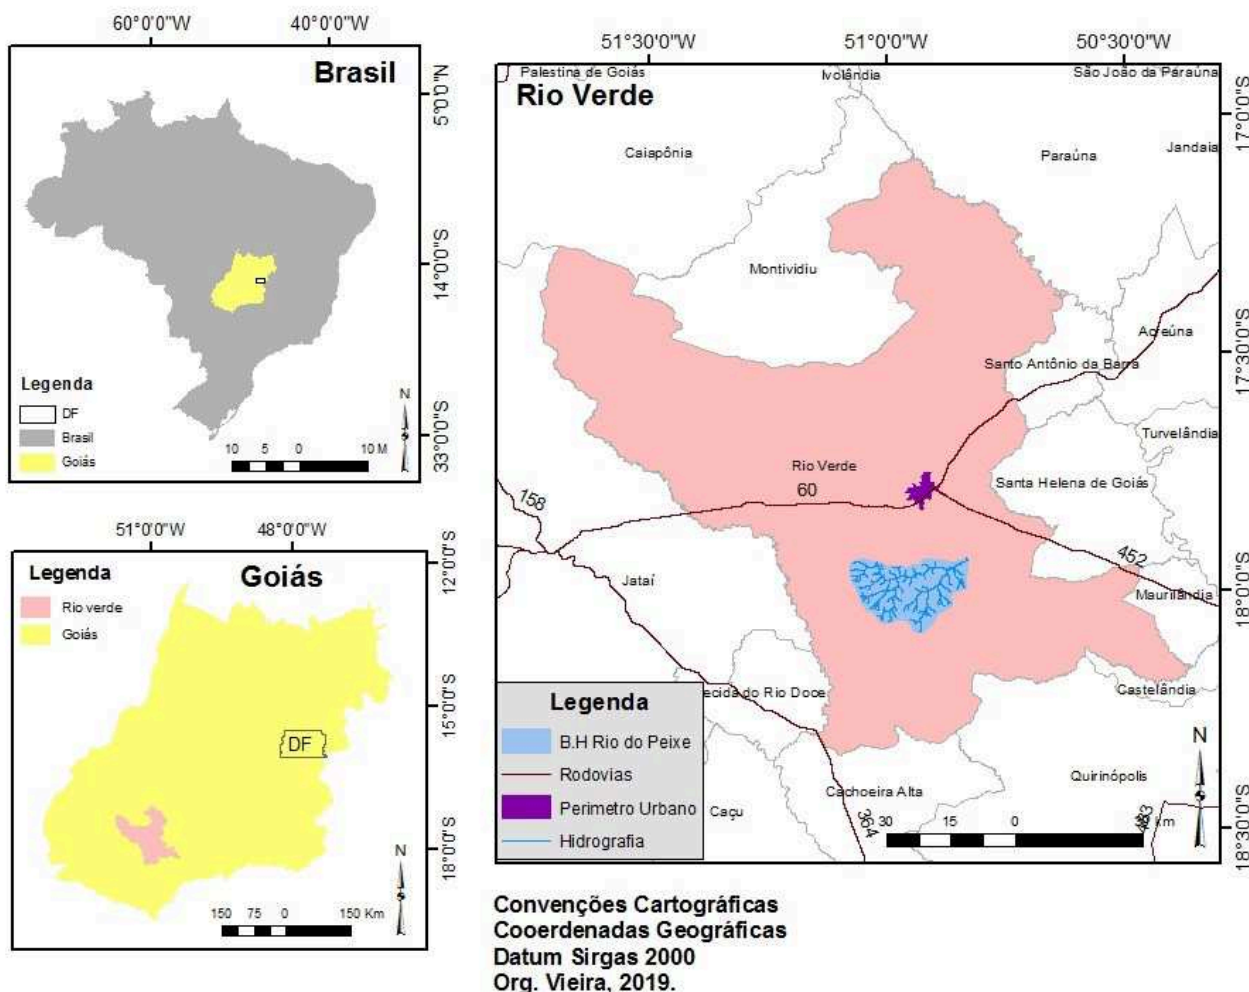 60°0'0"W 40°0'0"W
Brasil
5°0'0"N
14°0'0"S
33°0'0"S
Legenda
DF
Brasil
Goiás
N
10 5 0 10 M
51°0'0"W 48°0'0"W
Legenda
Goiás
Rio verde
Goiás
DF
12°0'0"S
15°0'0"S
18°0'0"S
N
150 75 0 150 Km
51°30'0"W 51°0'0"W 50°30'0"W
Palestina de Goiás Ivolândia São João da Paraúna
Rio Verde
17°0'0"S
Caiapônia Paraúna Jandaia
Montividiu
Acreúna
17°30'0"S
Santo Antônio da Barra
Turvelândia
Rio Verde
Santa Helena de Goiás
60
158
452
Jataí
Maurilândia
18°0'0"S
ecida do Rio Doce
Castelândia
Legenda
B.H Rio do Peixe
Rodovias
Perimetro Urbano
Hidrografia
N
Quirinópolis
Cachoeira Alta
Caçu
364
30 15 0
18°30'0"S
Convenções Cartográficas
Cooerdenadas Geográficas
Datum Sirgas 2000
Org. Vieira, 2019.